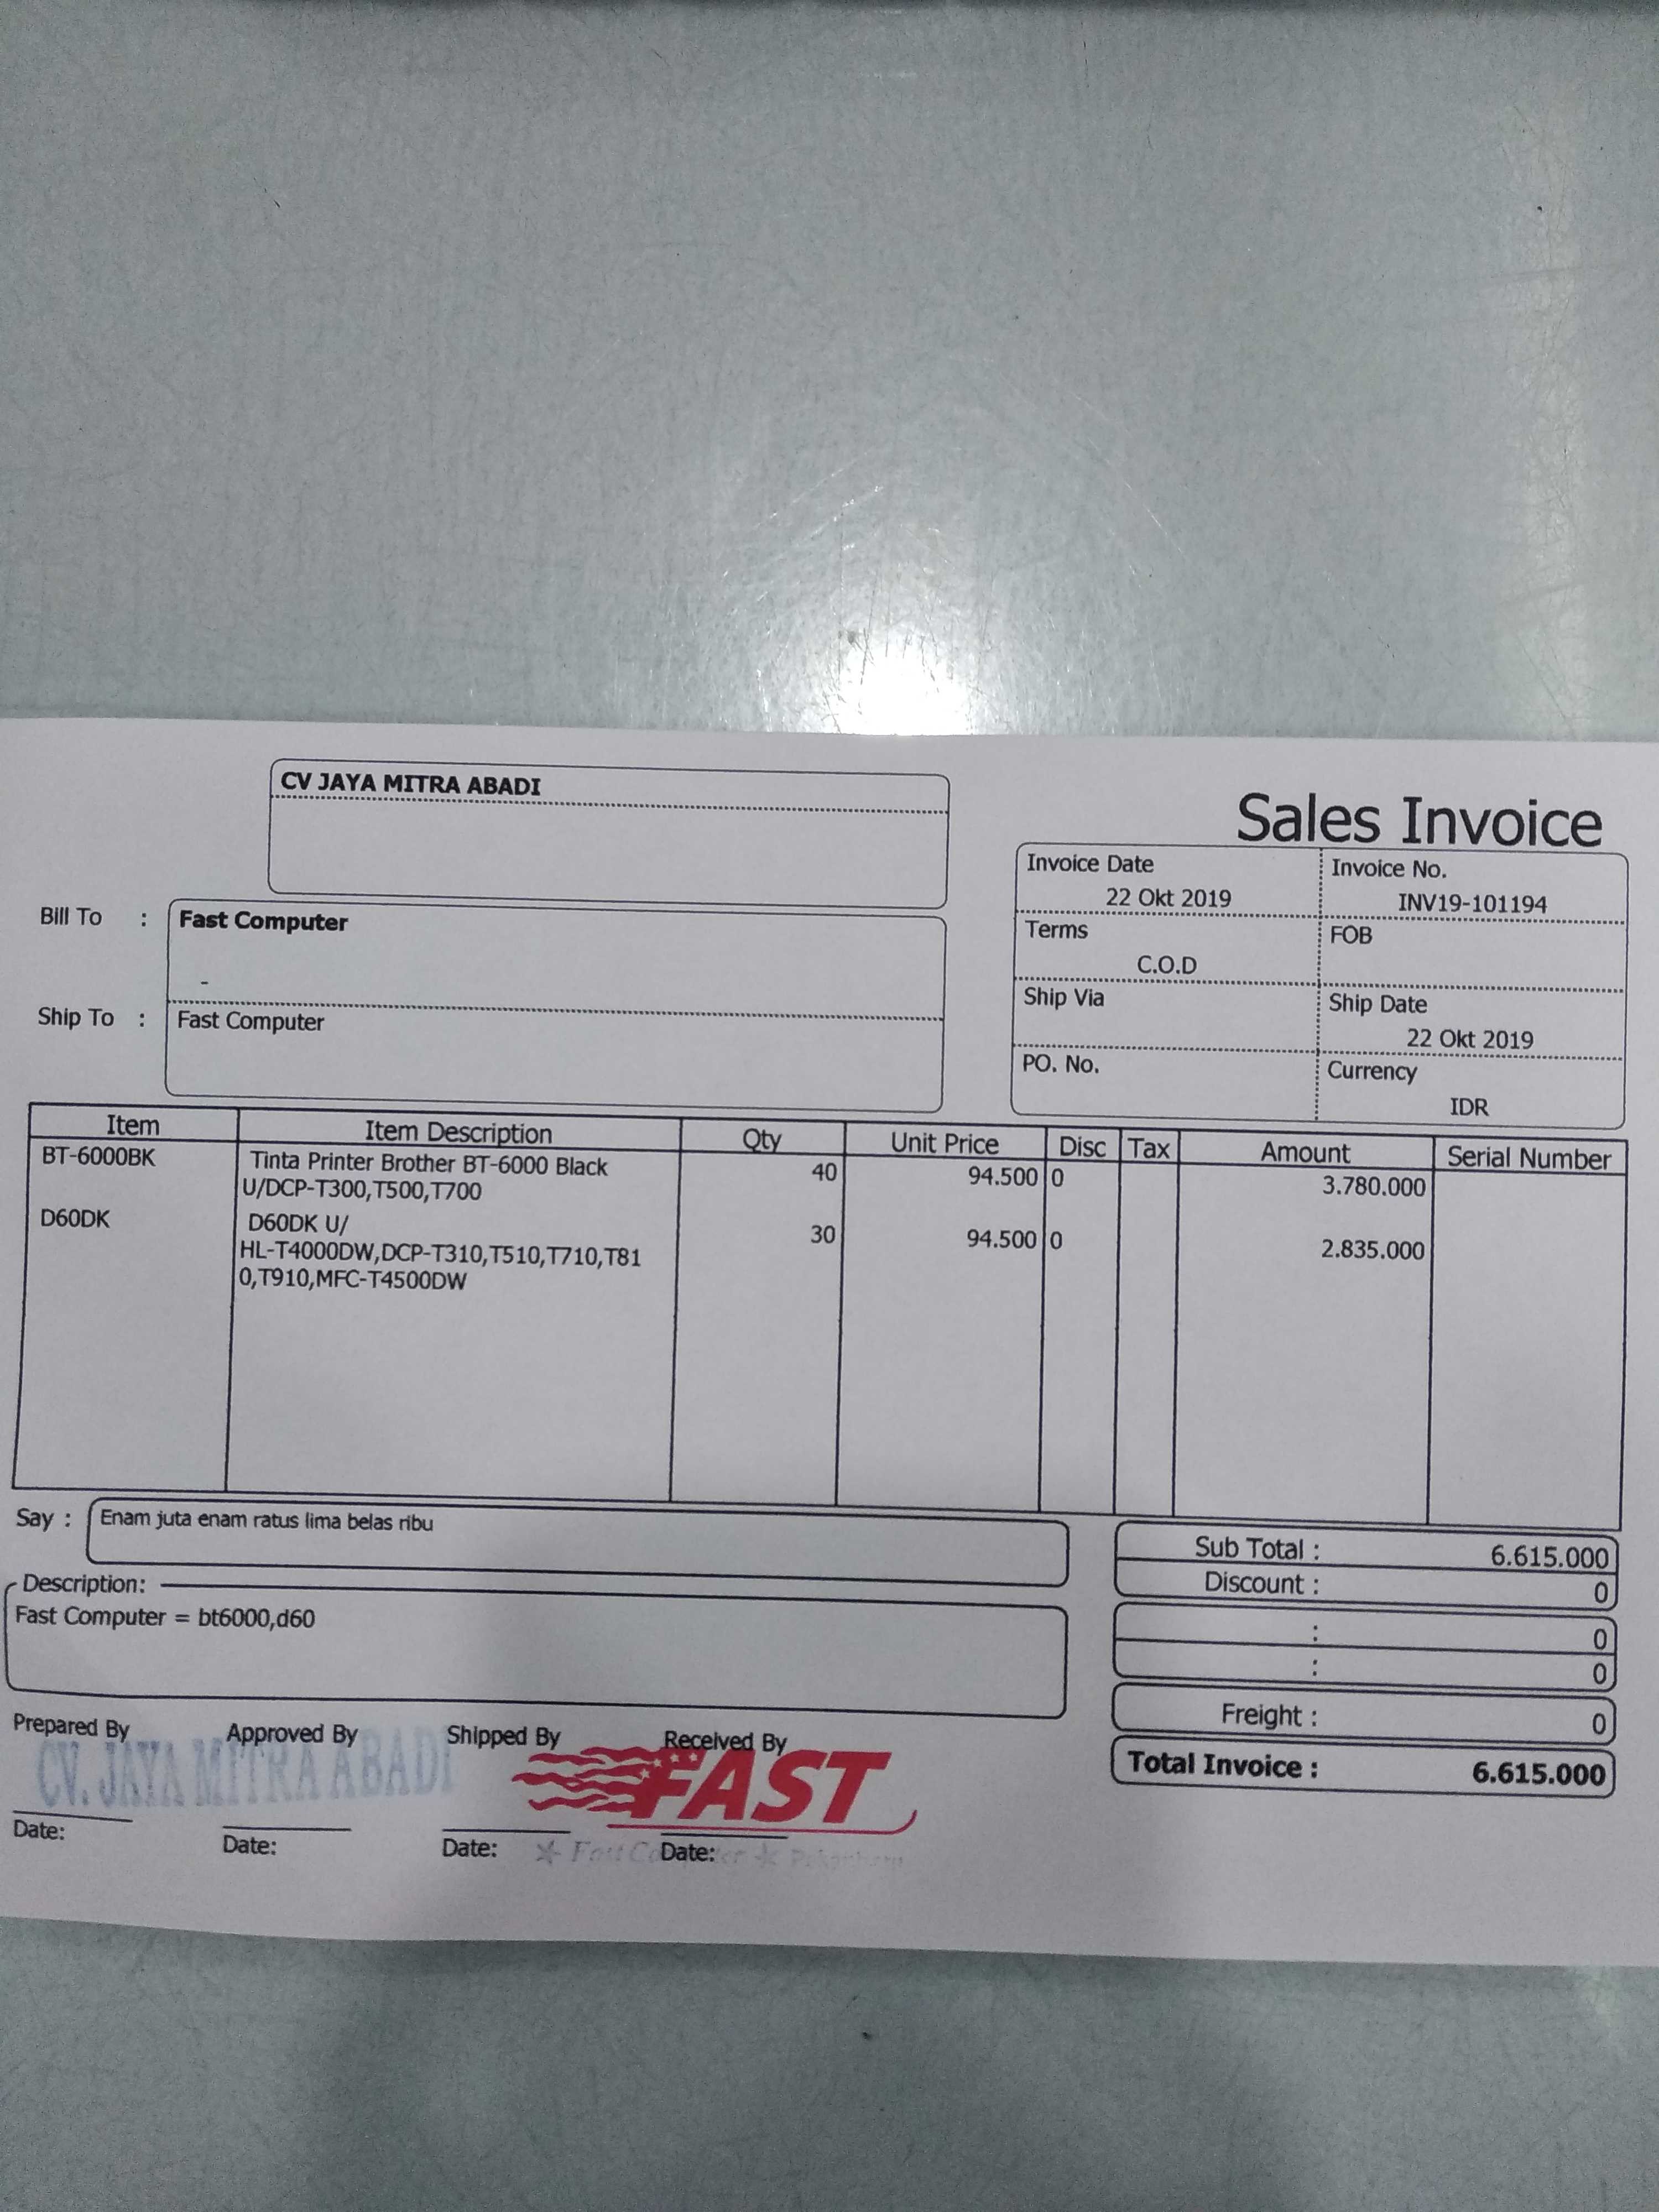 CV JAYA MITRA ABADI
Sales Invoice
Invoice Date
22 Okt 2019
Invoice No.
INV19-101194
Terms
C.O.D
FOB
Ship Via
Ship Date
22 Okt 2019
PO. No.
Currency
IDR
Bill To :
Fast Computer
-
Ship To :
Fast Computer
Item Item Description Qty Unit Price Disc Tax Amount Serial Number
BT-6000BK Tinta Printer Brother BT-6000 Black 40 94.500 0 3.780.000
U/DCP-T300,T500,T700
D60DK D60DK U/ 30 94.500 0 2.835.000
HL-T4000DW,DCP-T310,T510,T710,T81
0,T910,MFC-T4500DW
Say : Enam juta enam ratus lima belas ribu
Sub Total : 6.615.000
Discount : 0
: 0
: 0
Freight : 0
Total Invoice : 6.615.000
Description:
Fast Computer = bt6000,d60
Prepared By Approved By Shipped By Received By
CV. JAYA MITRA ABADI
FAST
Date: Date: Date: Date:
Fast Computer